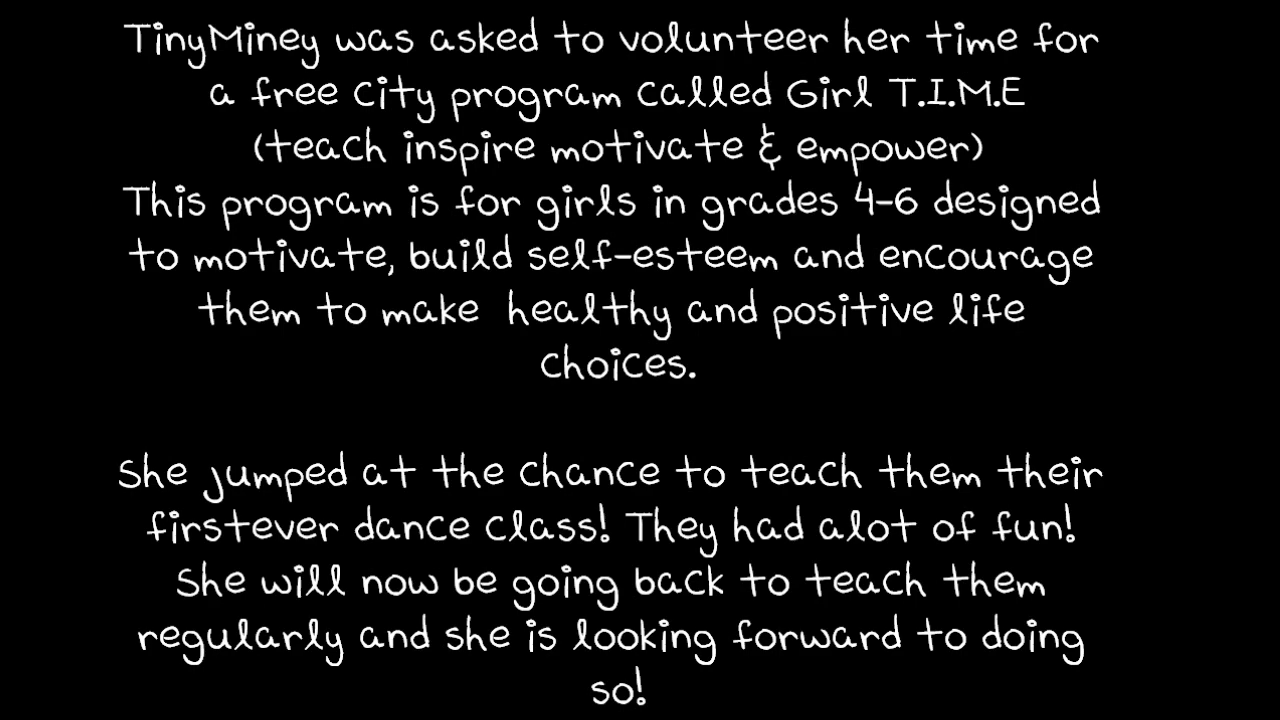 TinyMiney was asked to volunteer her time for
a free city program called Girl T.I.M.E
(teach inspire motivate & empower)
This program is for girls in grades 4-6 designed
to motivate, build self-esteem and encourage
them to make healthy and positive life
choices.
She jumped at the chance to teach them their
firstever dance class! They had alot of fun!
She will now be going back to teach them
regularly and she is looking forward to doing
so!